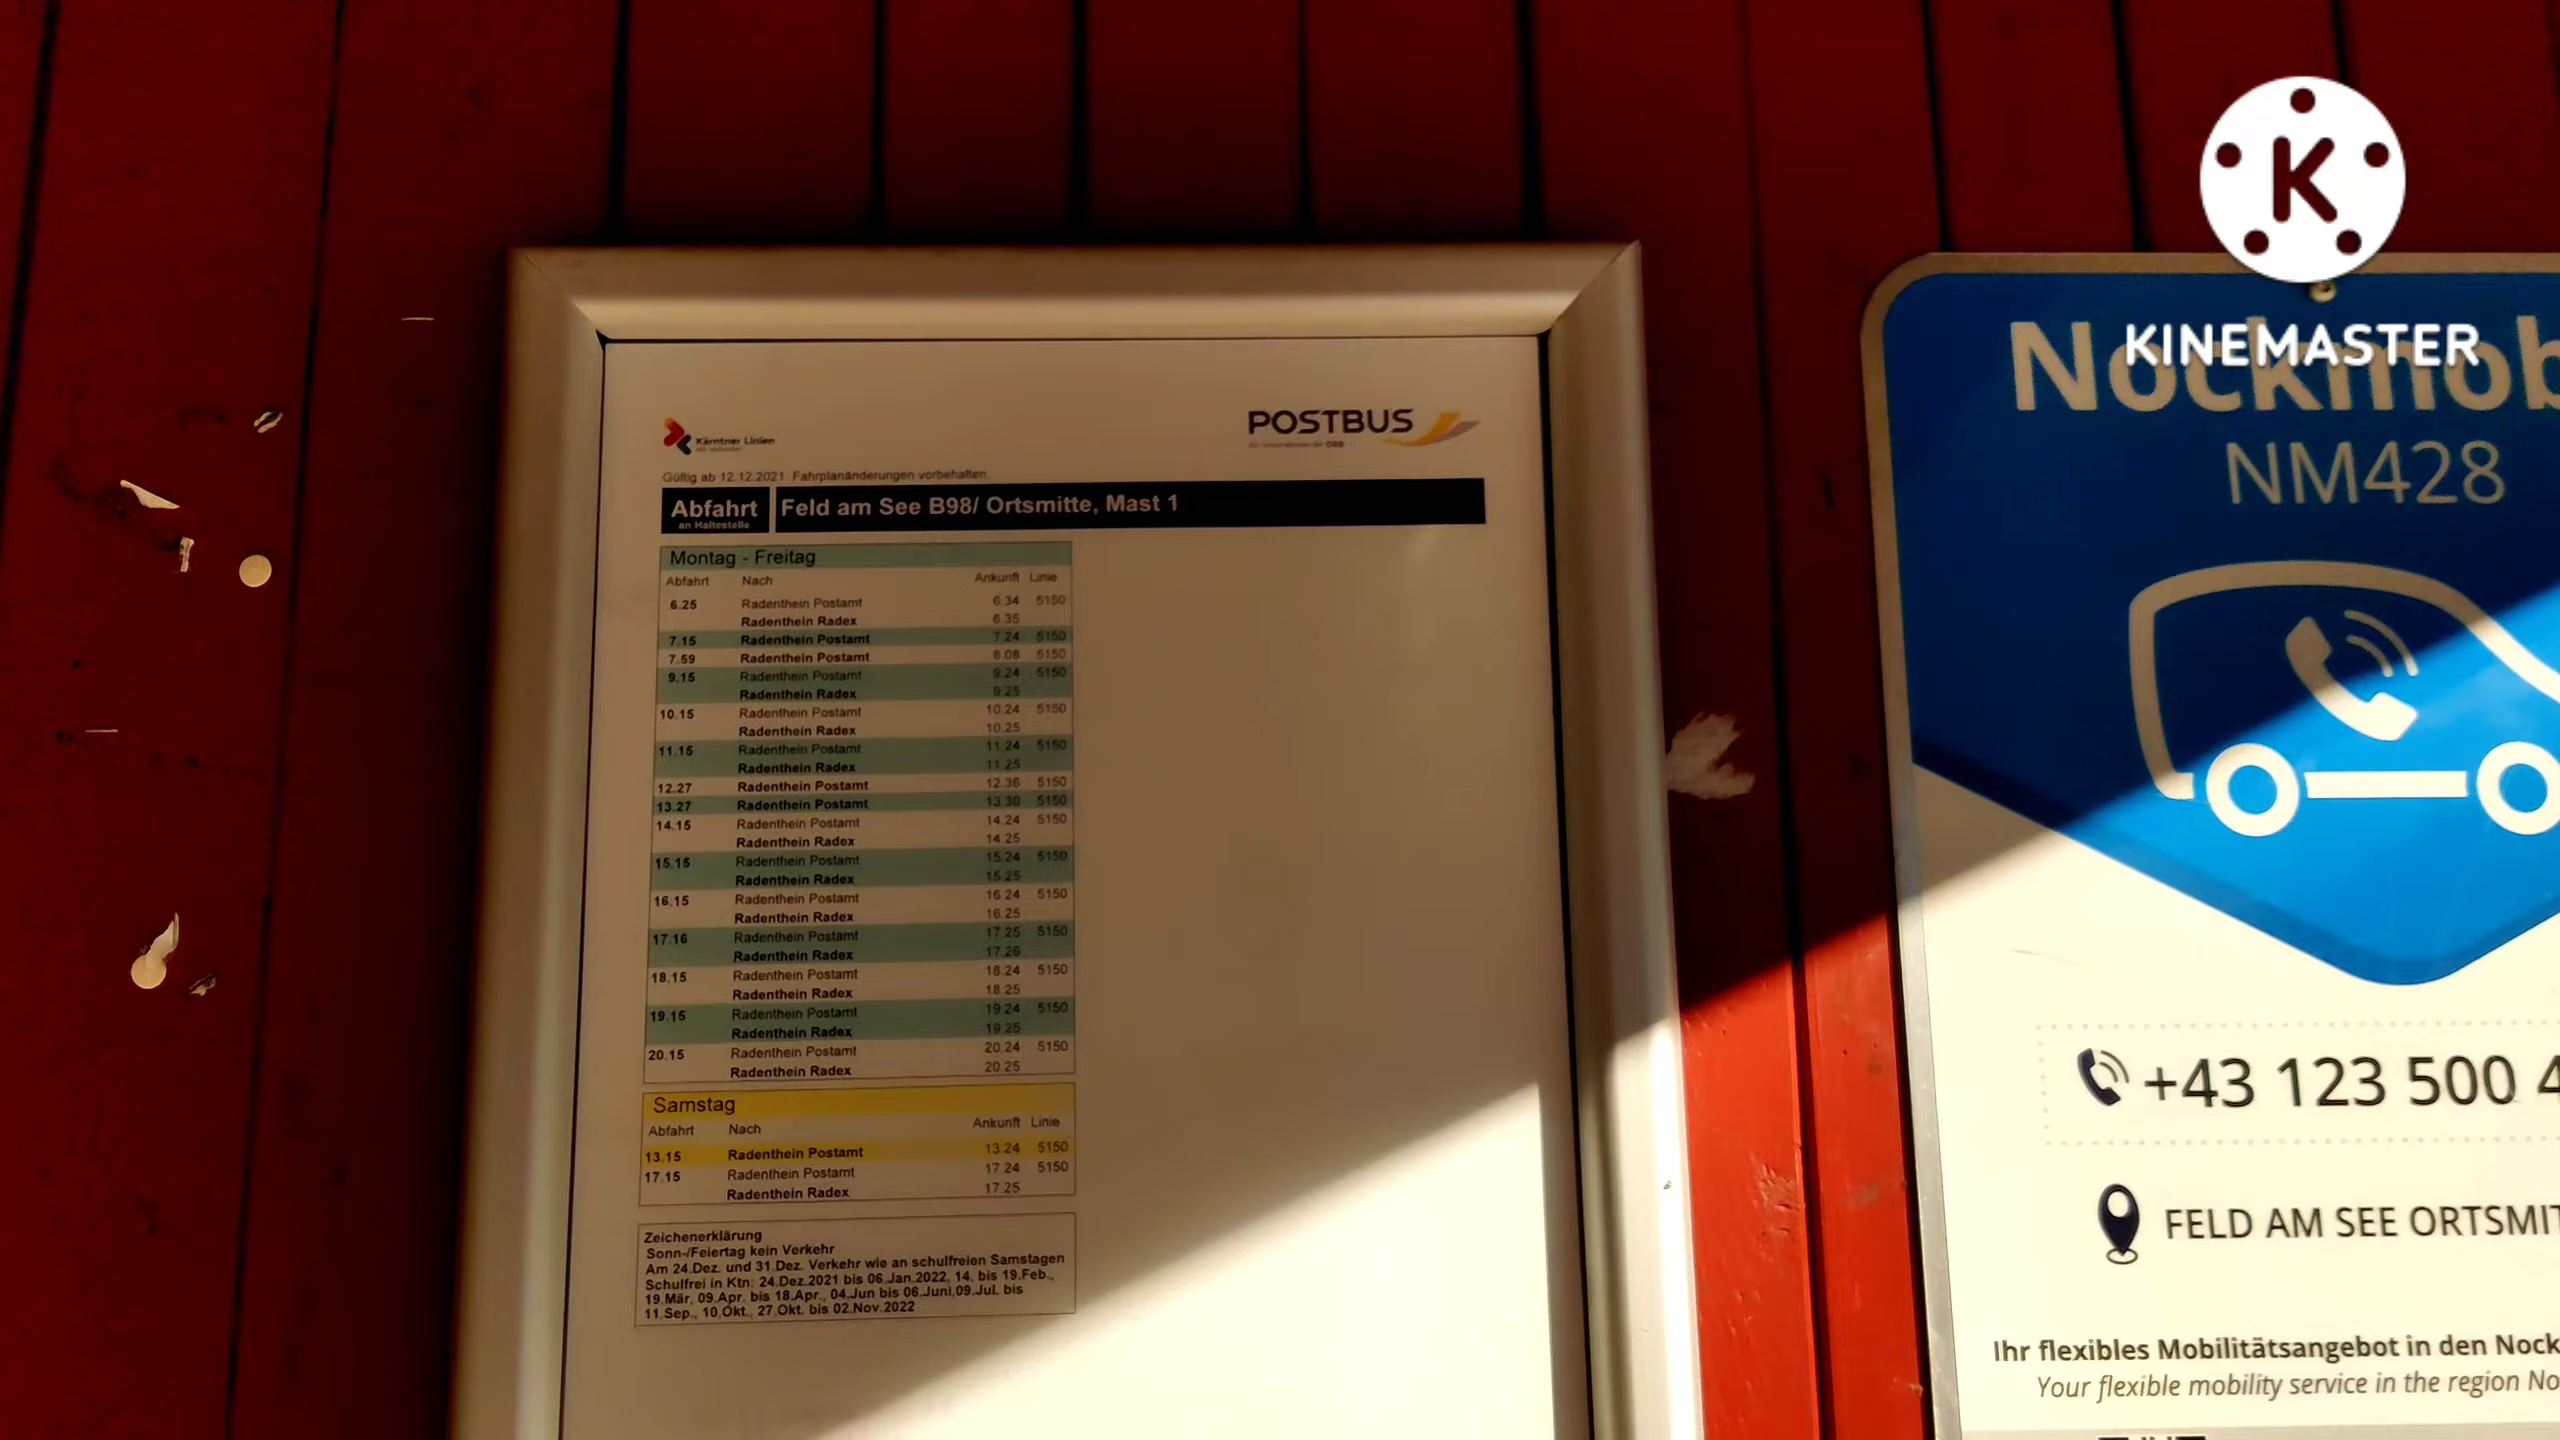 K
KINEMASTER
Kärntner Linien
POSTBUS
Gültig ab 12.12.2021 Fahrplanänderungen vorbehalten.
Abfahrt
an Haltestelle
Feld am See B98/ Ortsmitte, Mast 1
Montag - Freitag
Abfahrt Nach Ankunft Linie
6.25 Radenthein Postamt 6.34 5150
Radenthein Radex 6.35
7.15 Radenthein Postamt 7.24 5150
7.59 Radenthein Postamt 8.08 5150
9.15 Radenthein Postamt 9.24 5150
Radenthein Radex 9.25
10.15 Radenthein Postamt 10.24 5150
Radenthein Radex 10.25
11.15 Radenthein Postamt 11.24 5150
Radenthein Radex 11.25
12.27 Radenthein Postamt 12.36 5150
13.27 Radenthein Postamt 5150
14.15 Radenthein Postamt 14.24 5150
Radenthein Radex 14.25
15.15 Radenthein Postamt 15.24 5150
Radenthein Radex 15.25
16.15 Radenthein Postamt 16.24 5150
Radenthein Radex 16.25
17.16 Radenthein Postamt 17.25 5150
Radenthein Radex 17.26
18.15 Radenthein Postamt 18.24 5150
Radenthein Radex 18.25
19.15 Radenthein Postamt 19.24 5150
Radenthein Radex 19.25
20.15 Radenthein Postamt 20.24 5150
Radenthein Radex 20.25
Samstag
Abfahrt Nach Ankunft Linie
13.15 Radenthein Postamt 13.24 5150
17.15 Radenthein Postamt 17.24 5150
Radenthein Radex 17.25
Zeichenerklärung
Sonn-/Feiertag kein Verkehr
Am 24.Dez. und 31.Dez. Verkehr wie an schulfreien Samstagen
Schulfrei in Ktn: 24.Dez.2021 bis 06.Jan.2022, 14. bis 19.Feb.,
19.Mär, 09.Apr. bis 18.Apr., 04.Jun bis 06.Juni,09.Jul. bis
11.Sep., 10.Okt., 27.Okt. bis 02.Nov.2022
Nockmob
NM428
+43 123 500 4
FELD AM SEE ORTSMIT
Ihr flexibles Mobilitätsangebot in den Nock
Your flexible mobility service in the region No